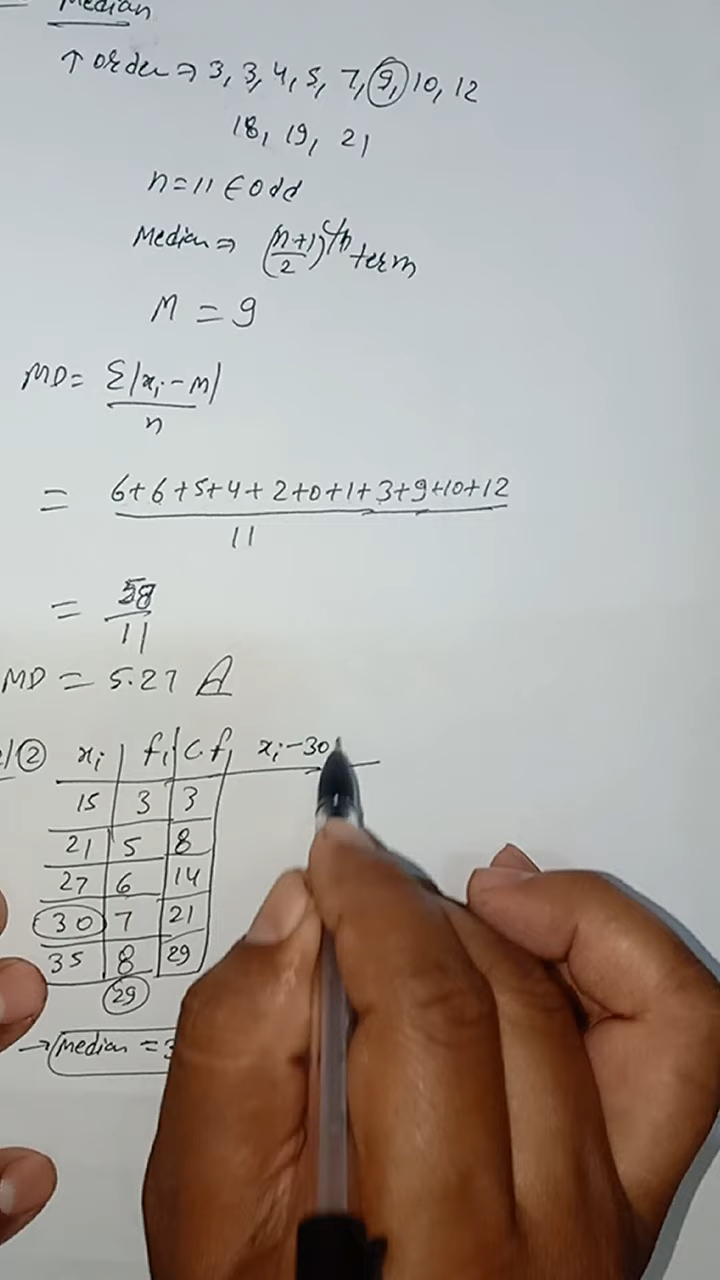 Median
↑ order ⇒ 3, 3, 4, 5, 7, 9, 10, 12
18, 19, 21
n = 11 ∈ odd
Median ⇒ (n+1/2)th term
M = 9
MD = Σ|xi - M| / n
= 6+6+5+4+2+0+1+3+9+10+12 / 11
= 58 / 11
MD = 5.27 A
② xi | fi | C.f | xi-30
15 | 3 | 3
21 | 5 | 8
27 | 6 | 14
30 | 7 | 21
35 | 8 | 29
29
→ Median = 3